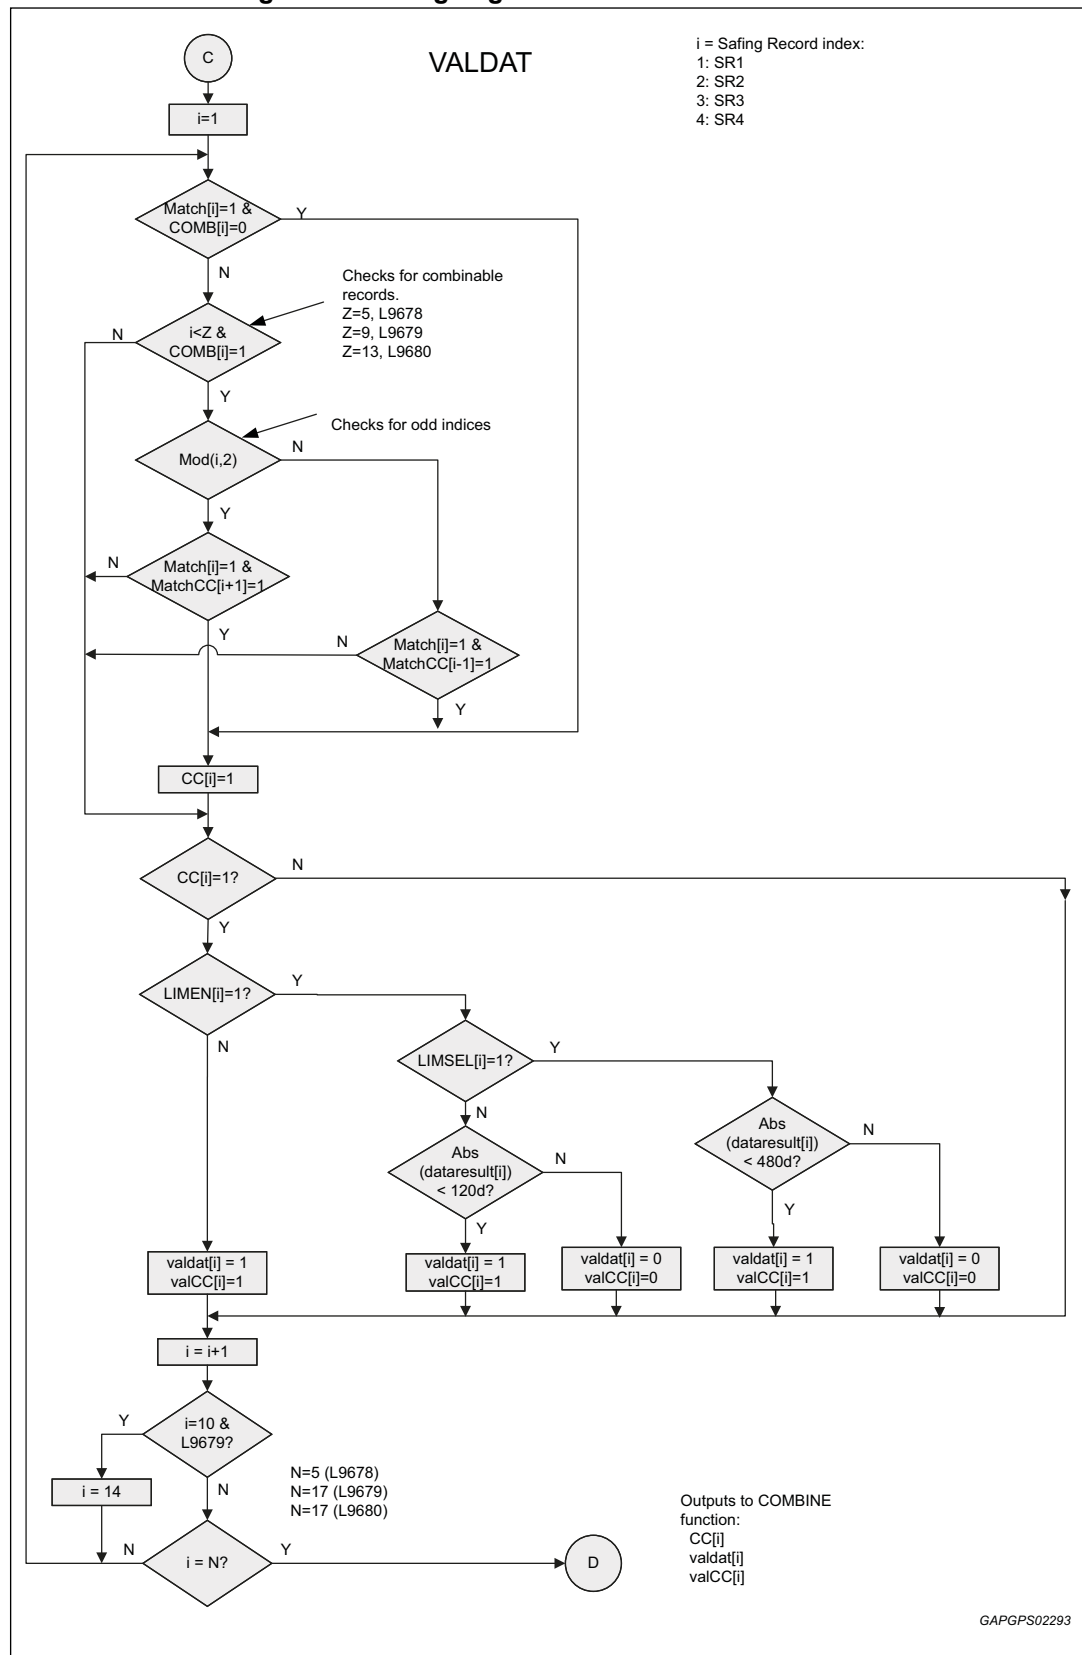 C
VALDAT
i = Safing Record index:
1: SR1
2: SR2
3: SR3
4: SR4
i=1
Match[i]=1 &
COMB[i]=0
Y
N
Checks for combinable
records.
Z=5, L9678
Z=9, L9679
Z=13, L9680
i<Z &
COMB[i]=1
N
Y
Checks for odd indices
Mod(i,2)
N
Y
Match[i]=1 &
MatchCC[i+1]=1
N
Y
Match[i]=1 &
MatchCC[i-1]=1
N
Y
CC[i]=1
CC[i]=1?
N
Y
LIMEN[i]=1?
Y
N
LIMSEL[i]=1?
Y
N
Abs
(dataresult[i])
< 120d?
N
Y
Abs
(dataresult[i])
< 480d?
N
Y
valdat[i] = 1
valCC[i]=1
valdat[i] = 1
valCC[i]=1
valdat[i] = 0
valCC[i]=0
valdat[i] = 1
valCC[i]=1
valdat[i] = 0
valCC[i]=0
i = i+1
i=10 &
L9679?
Y
N
i = 14
N=5 (L9678)
N=17 (L9679)
N=17 (L9680)
i = N?
N
Y
D
Outputs to COMBINE
function:
CC[i]
valdat[i]
valCC[i]
GAPGPS02293